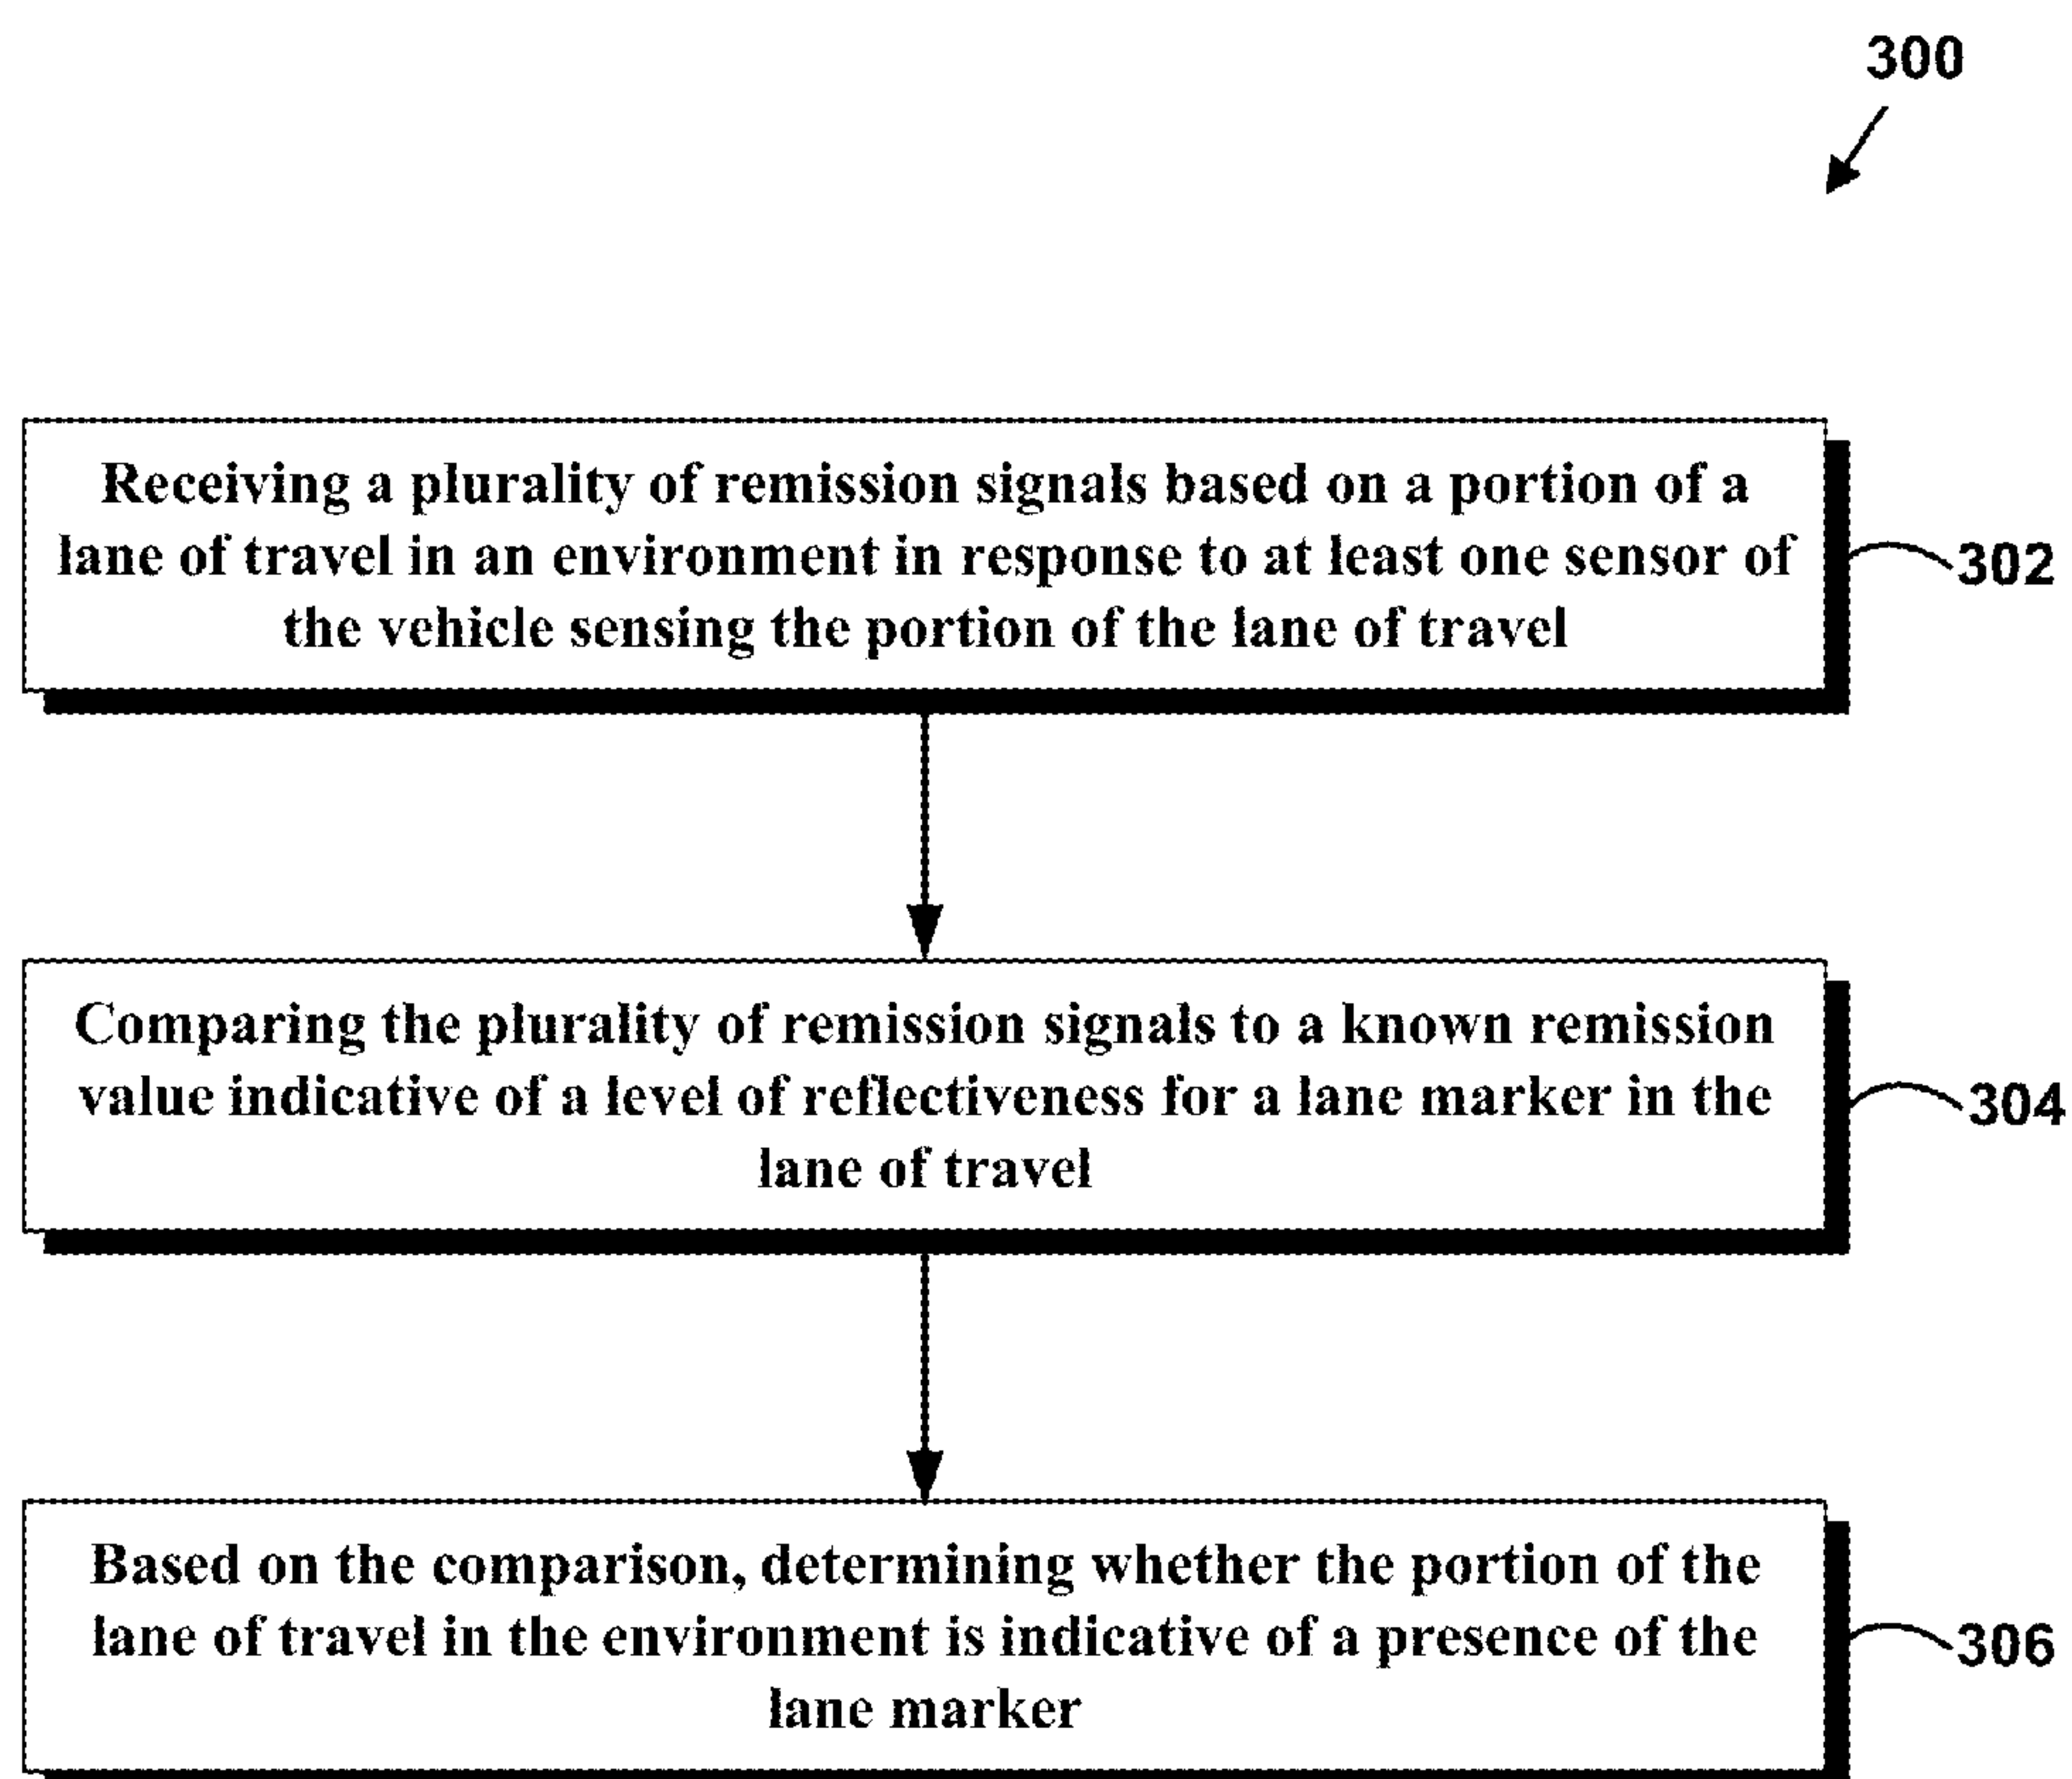 300
Receiving a plurality of remission signals based on a portion of a
lane of travel in an environment in response to at least one sensor of
the vehicle sensing the portion of the lane of travel
302
Comparing the plurality of remission signals to a known remission
value indicative of a level of reflectiveness for a lane marker in the
lane of travel
304
Based on the comparison, determining whether the portion of the
lane of travel in the environment is indicative of a presence of the
lane marker
306